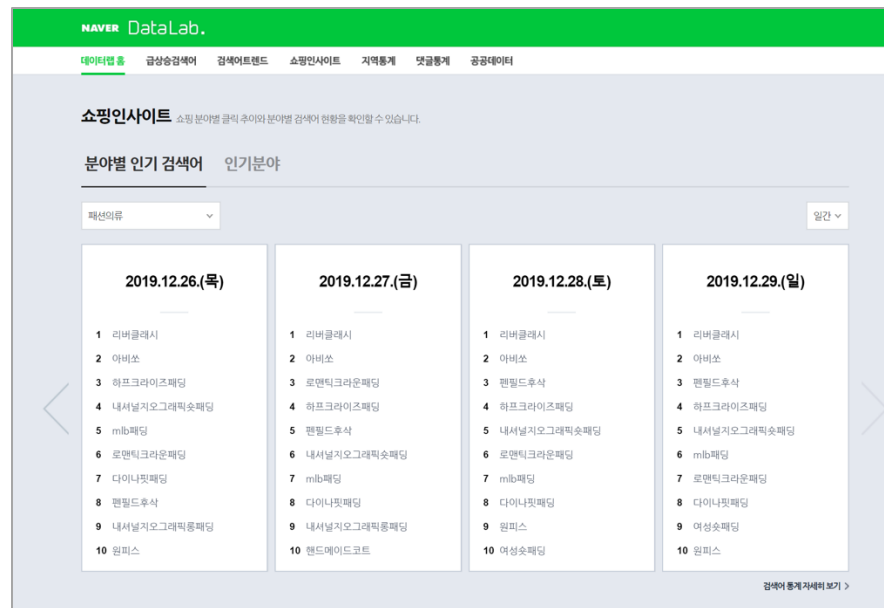 NAVER DataLab.
데이터랩 홈 급상승검색어 검색어트렌드 쇼핑인사이트 지역통계 댓글통계 공공데이터
쇼핑인사이트 쇼핑 분야별 클릭 추이와 분야별 검색어 현황을 확인할 수 있습니다.
분야별 인기 검색어 인기분야
패션의류
일간
2019.12.26.(목)
1 리버클래시
2 아비쏘
3 하프크라이즈패딩
4 내셔널지오그래픽숏패딩
5 mlb패딩
6 로맨틱크라운패딩
7 다이나핏패딩
8 펜필드후삭
9 내셔널지오그래픽롱패딩
10 원피스
2019.12.27.(금)
1 리버클래시
2 아비쏘
3 로맨틱크라운패딩
4 하프크라이즈패딩
5 펜필드후삭
6 내셔널지오그래픽숏패딩
7 mlb패딩
8 다이나핏패딩
9 내셔널지오그래픽롱패딩
10 핸드메이드코트
2019.12.28.(토)
1 리버클래시
2 아비쏘
3 펜필드후삭
4 하프크라이즈패딩
5 내셔널지오그래픽숏패딩
6 로맨틱크라운패딩
7 mlb패딩
8 다이나핏패딩
9 원피스
10 여성숏패딩
2019.12.29.(일)
1 리버클래시
2 아비쏘
3 펜필드후삭
4 하프크라이즈패딩
5 내셔널지오그래픽숏패딩
6 mlb패딩
7 로맨틱크라운패딩
8 다이나핏패딩
9 여성숏패딩
10 원피스
검색어 통계 자세히 보기 >